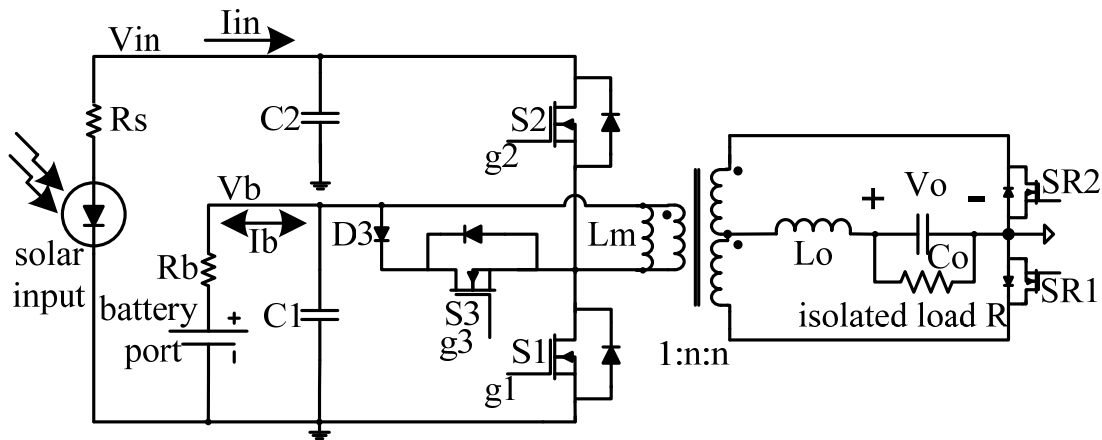 Vin
Iin
Rs
C2
S2
g2
solar
input
Vb
Ib
Rb
battery
port
+
-
D3
C1
S3
g3
S1
g1
Lm
1:n:n
Lo
+
Vo
-
Co
isolated load R
SR2
SR1